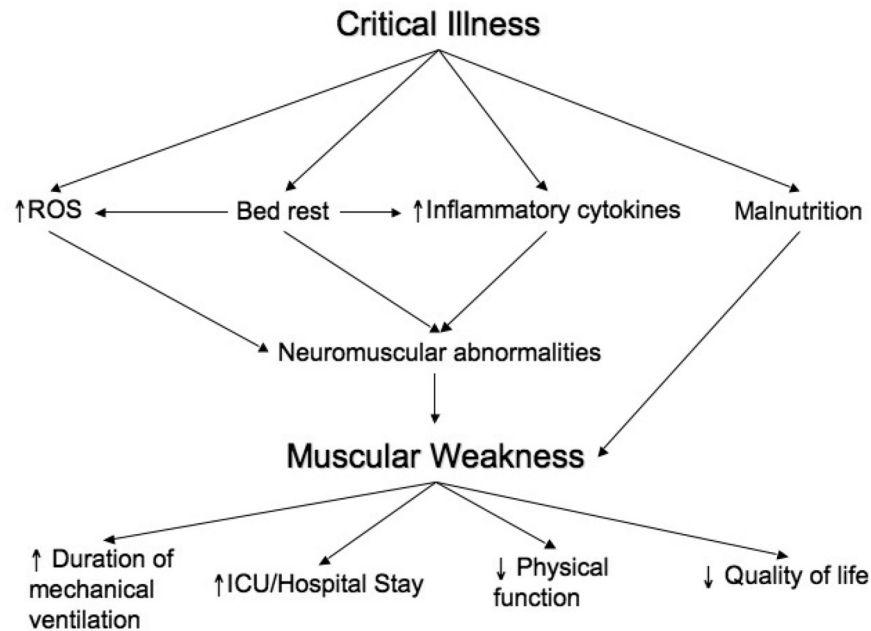 Critical Illness
↑ROS
Bed rest
↑Inflammatory cytokines
Malnutrition
Neuromuscular abnormalities
Muscular Weakness
↑ Duration of
mechanical
ventilation
↑ICU/Hospital Stay
↓ Physical
function
↓ Quality of life